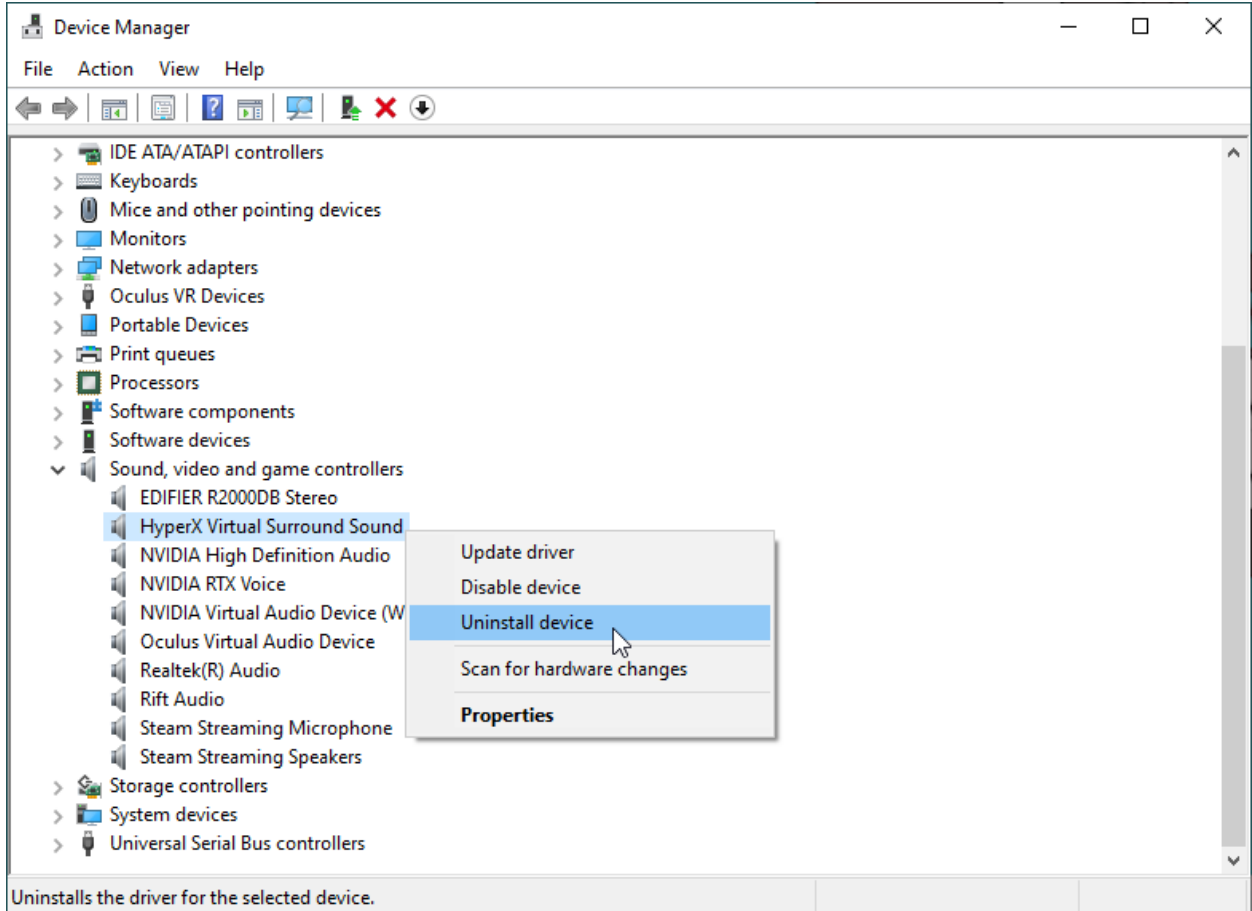 Device Manager
File Action View Help
IDE ATA/ATAPI controllers
Keyboards
Mice and other pointing devices
Monitors
Network adapters
Oculus VR Devices
Portable Devices
Print queues
Processors
Software components
Software devices
Sound, video and game controllers
EDIFIER R2000DB Stereo
HyperX Virtual Surround Sound
NVIDIA High Definition Audio
NVIDIA RTX Voice
NVIDIA Virtual Audio Device (W
Oculus Virtual Audio Device
Realtek(R) Audio
Rift Audio
Steam Streaming Microphone
Steam Streaming Speakers
Storage controllers
System devices
Universal Serial Bus controllers
Update driver
Disable device
Uninstall device
Scan for hardware changes
Properties
Uninstalls the driver for the selected device.